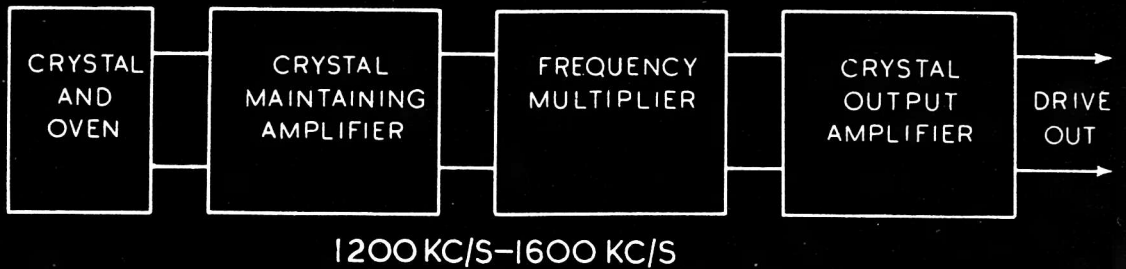 CRYSTAL
AND
OVEN
CRYSTAL
MAINTAINING
AMPLIFIER
FREQUENCY
MULTIPLIER
CRYSTAL
OUTPUT
AMPLIFIER
DRIVE
OUT
1200 KC/S-1600 KC/S